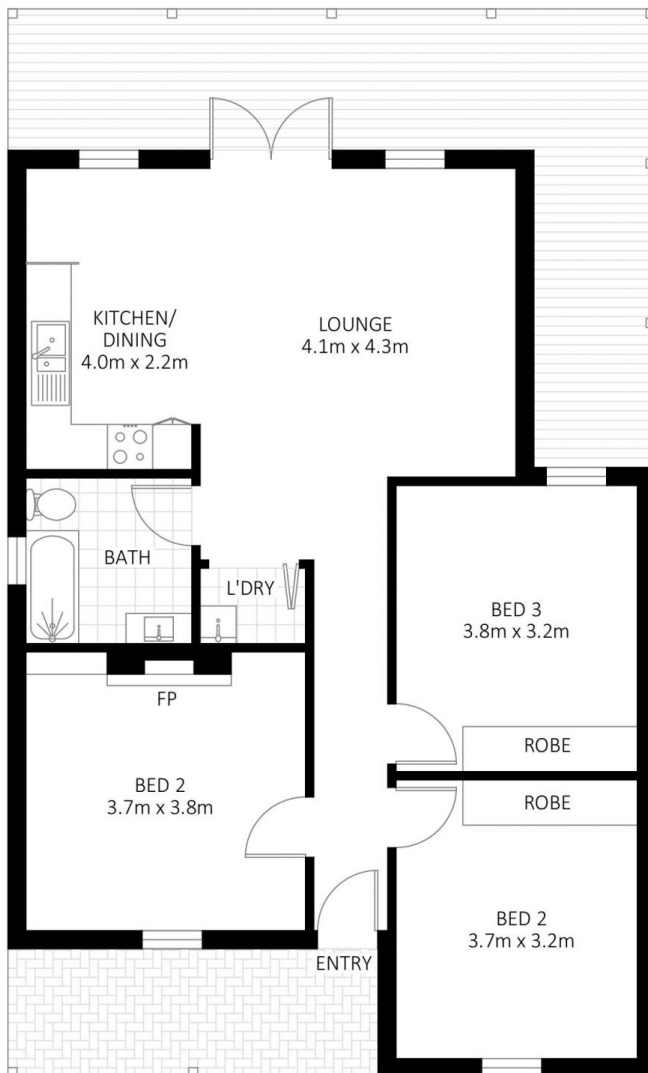 KITCHEN/
DINING
4.0m x 2.2m
LOUNGE
4.1m x 4.3m
BATH
L'DRY
BED 3
3.8m x 3.2m
ROBE
FP
BED 2
3.7m x 3.8m
ROBE
BED 2
3.7m x 3.2m
ENTRY